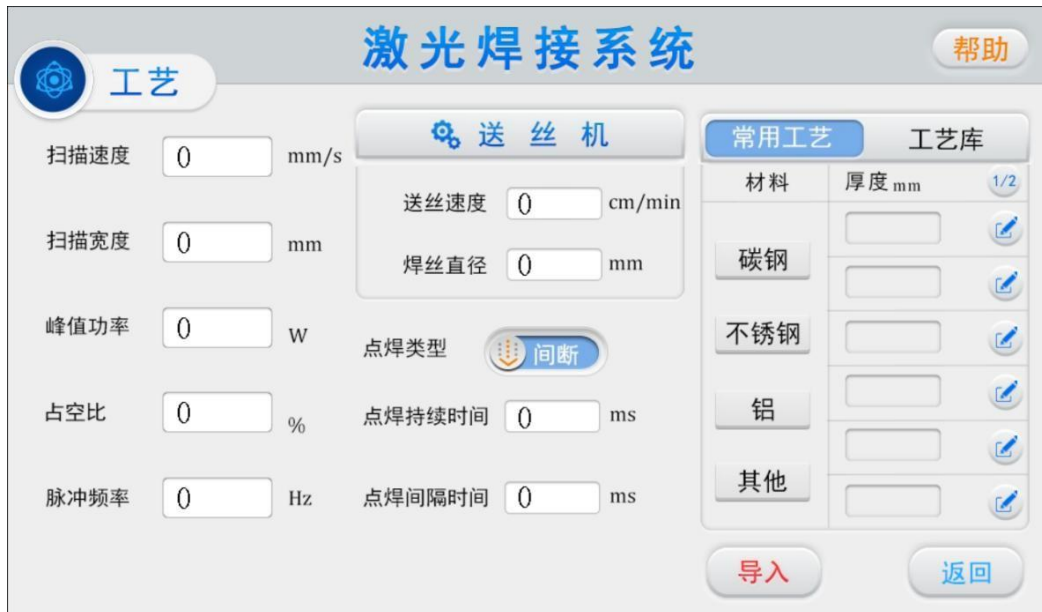 激光焊接系统
帮助
工艺
扫描速度 0 mm/s
扫描宽度 0 mm
峰值功率 0 W
占空比 0 %
脉冲频率 0 Hz
送丝机
送丝速度 0 cm/min
焊丝直径 0 mm
点焊类型 间断
点焊持续时间 0 ms
点焊间隔时间 0 ms
常用工艺 工艺库
材料 厚度mm 1/2
碳钢
不锈钢
铝
其他
导入 返回